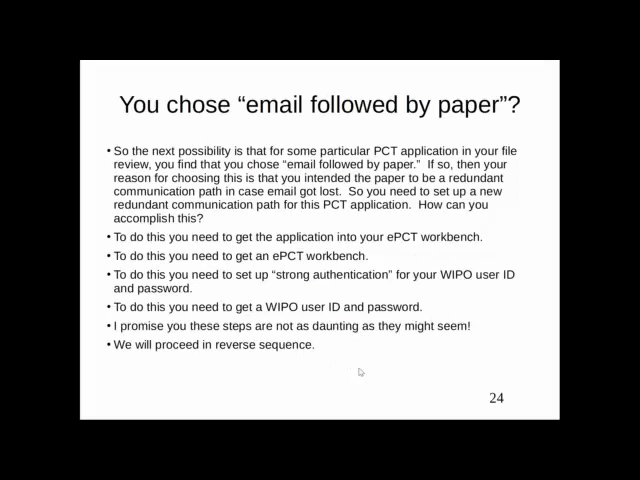 You chose “email followed by paper”?
• So the next possibility is that for some particular PCT application in your file
review, you find that you chose “email followed by paper.”  If so, then your
reason for choosing this is that you intended the paper to be a redundant
communication path in case email got lost.  So you need to set up a new
redundant communication path for this PCT application.  How can you
accomplish this?
• To do this you need to get the application into your ePCT workbench.
• To do this you need to get an ePCT workbench.
• To do this you need to set up “strong authentication” for your WIPO user ID
and password.
• To do this you need to get a WIPO user ID and password.
• I promise you these steps are not as daunting as they might seem!
• We will proceed in reverse sequence.
24